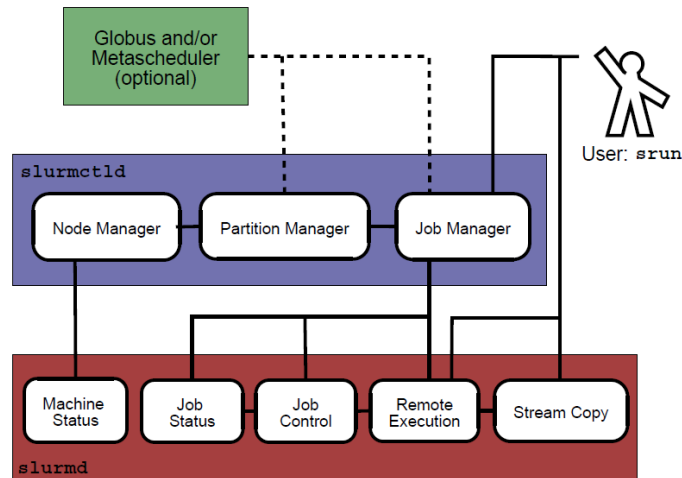 Globus and/or
Metascheduler
(optional)
User: srun
slurmctld
Node Manager
Partition Manager
Job Manager
Machine
Status
Job
Status
Job
Control
Remote
Execution
Stream Copy
slurmd